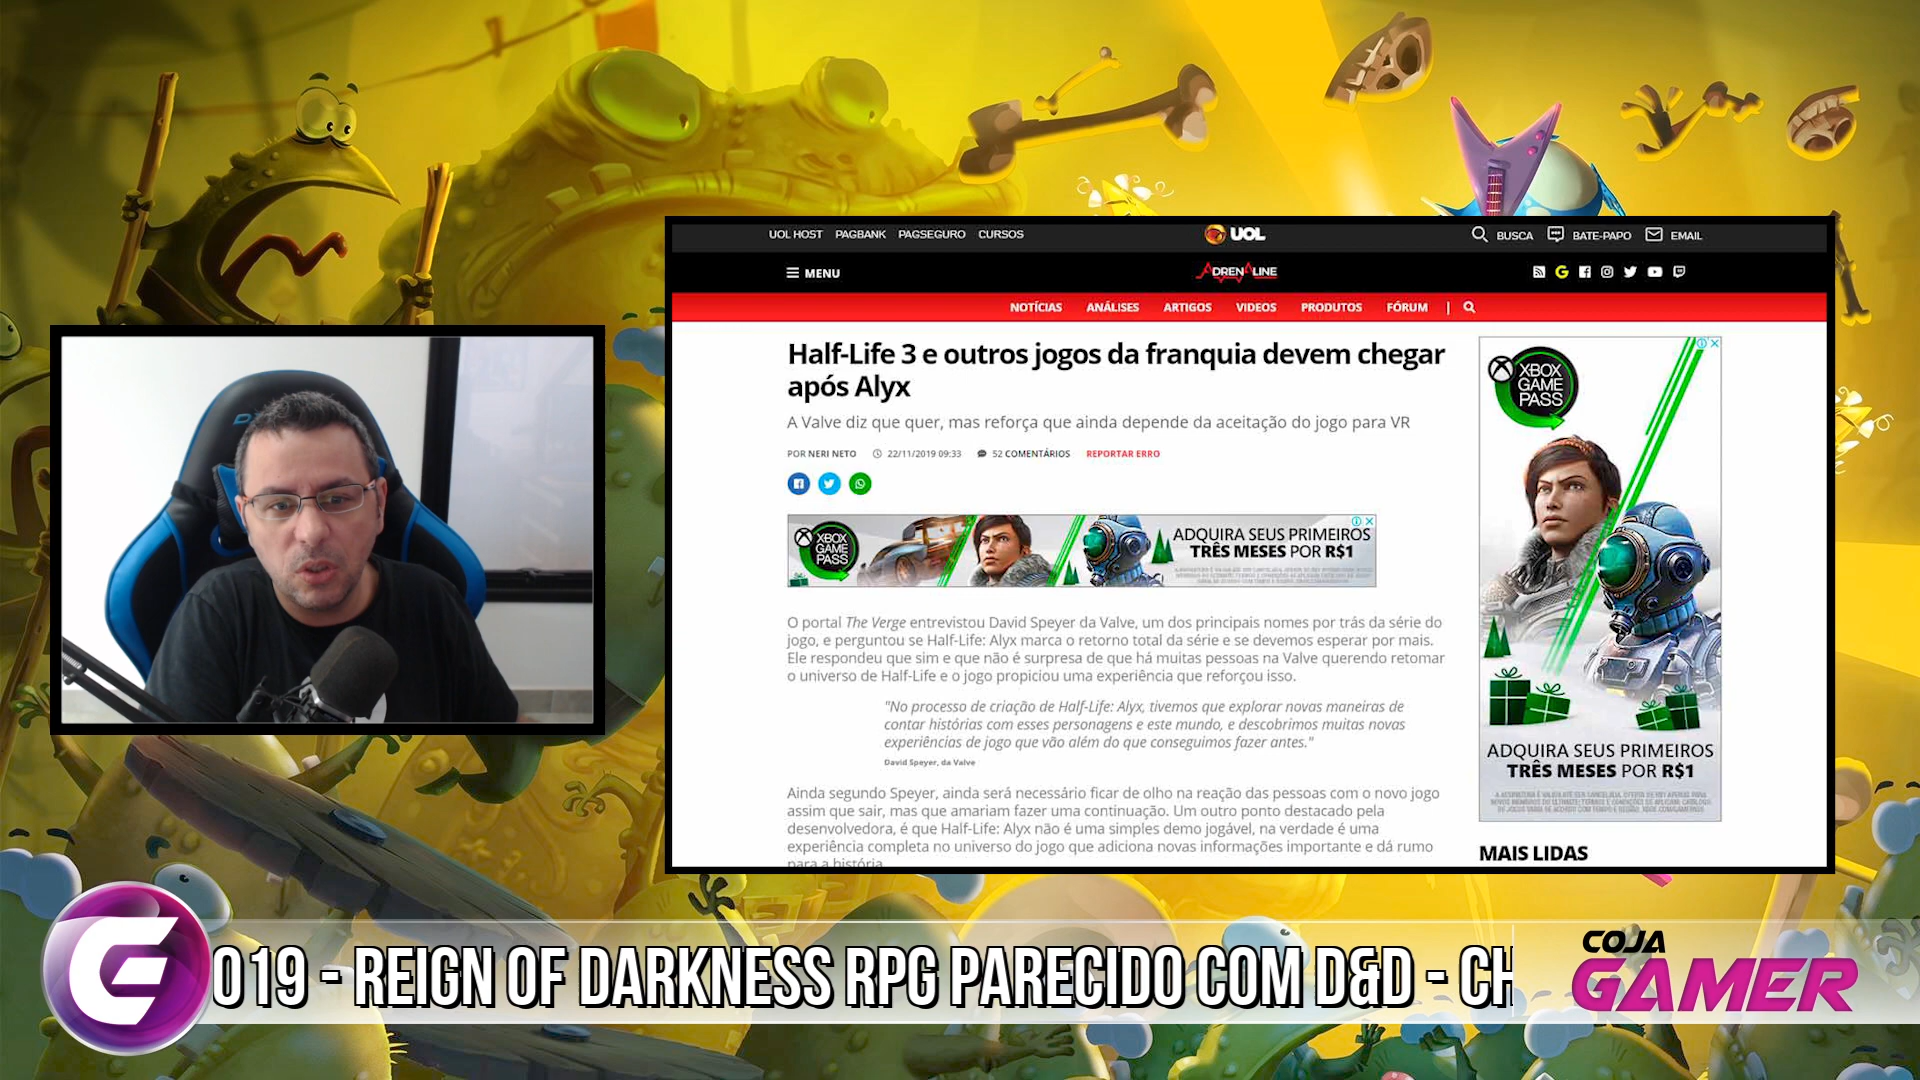 UOL HOST PAGBANK PAGSEGURO CURSOS UOL BUSCA BATE-PAPO EMAIL
MENU ADRENALINE
NOTÍCIAS ANÁLISES ARTIGOS VIDEOS PRODUTOS FÓRUM |
Half-Life 3 e outros jogos da franquia devem chegar
após Alyx
A Valve diz que quer, mas reforça que ainda depende da aceitação do jogo para VR
POR NERI NETO 22/11/2019 09:33 52 COMENTÁRIOS REPORTAR ERRO
XBOX
GAME
PASS
ADQUIRA SEUS PRIMEIROS
TRÊS MESES POR R$1
O portal The Verge entrevistou David Speyer da Valve, um dos principais nomes por trás da série do
jogo, e perguntou se Half-Life: Alyx marca o retorno total da série e se devemos esperar por mais.
Ele respondeu que sim e que não é surpresa de que há muitas pessoas na Valve querendo retomar
o universo de Half-Life e o jogo propiciou uma experiência que reforçou isso.
"No processo de criação de Half-Life: Alyx, tivemos que explorar novas maneiras de
contar histórias com esses personagens e este mundo, e descobrimos muitas novas
experiências de jogo que vão além do que conseguimos fazer antes."
David Speyer, da Valve
Ainda segundo Speyer, ainda será necessário ficar de olho na reação das pessoas com o novo jogo
assim que sair, mas que amariam fazer uma continuação. Um outro ponto destacado pela
desenvolvedora, é que Half-Life: Alyx não é uma simples demo jogável, na verdade é uma
experiência completa no universo do jogo que adiciona novas informações importante e dá rumo
para a história
XBOX
GAME
PASS
ADQUIRA SEUS PRIMEIROS
TRÊS MESES POR R$1
MAIS LIDAS
019 - REIGN OF DARKNESS RPG PARECIDO COM D&D - CH
COJA
GAMER